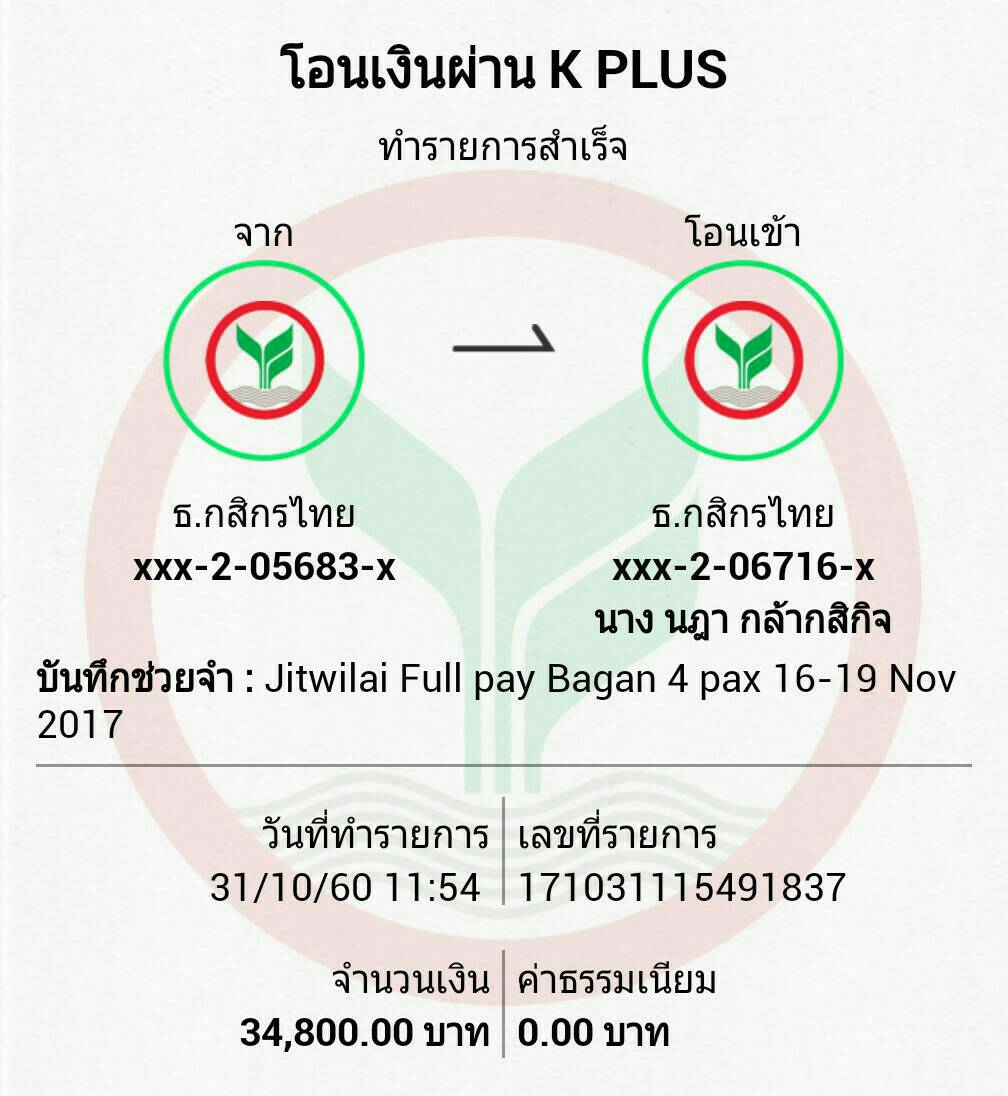 โอนเงินผ่าน K PLUS
ทำรายการสำเร็จ
จาก
โอนเข้า
ธ.กสิกรไทย
xxx-2-05683-x
ธ.กสิกรไทย
xxx-2-06716-x
นาง นฎา กล้ากสิกิจ
บันทึกช่วยจำ : Jitwilai Full pay Bagan 4 pax 16-19 Nov
2017
วันที่ทำรายการ
31/10/60 11:54
เลขที่รายการ
171031115491837
จำนวนเงิน
34,800.00 บาท
ค่าธรรมเนียม
0.00 บาท